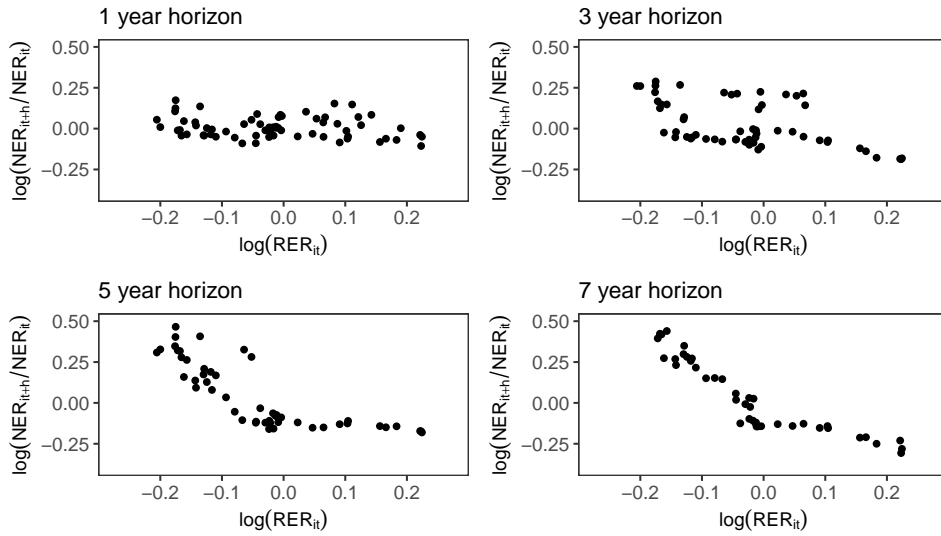 1 year horizon
log(NER_it+h/NER_it)
0.50
0.25
0.00
−0.25
−0.2 −0.1 0.0 0.1 0.2
log(RER_it)
3 year horizon
log(NER_it+h/NER_it)
0.50
0.25
0.00
−0.25
−0.2 −0.1 0.0 0.1 0.2
log(RER_it)
5 year horizon
log(NER_it+h/NER_it)
0.50
0.25
0.00
−0.25
−0.2 −0.1 0.0 0.1 0.2
log(RER_it)
7 year horizon
log(NER_it+h/NER_it)
0.50
0.25
0.00
−0.25
−0.2 −0.1 0.0 0.1 0.2
log(RER_it)